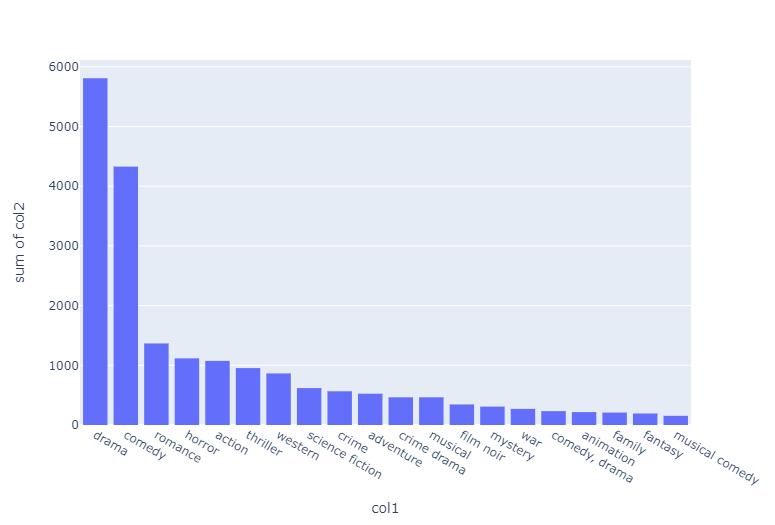 6000
5000
4000
3000
2000
1000
0
sum of col2
drama
comedy
romance
horror
action
thriller
western
science fiction
crime
adventure
crime drama
musical
film noir
mystery
war
comedy, drama
animation
family
fantasy
musical comedy
col1